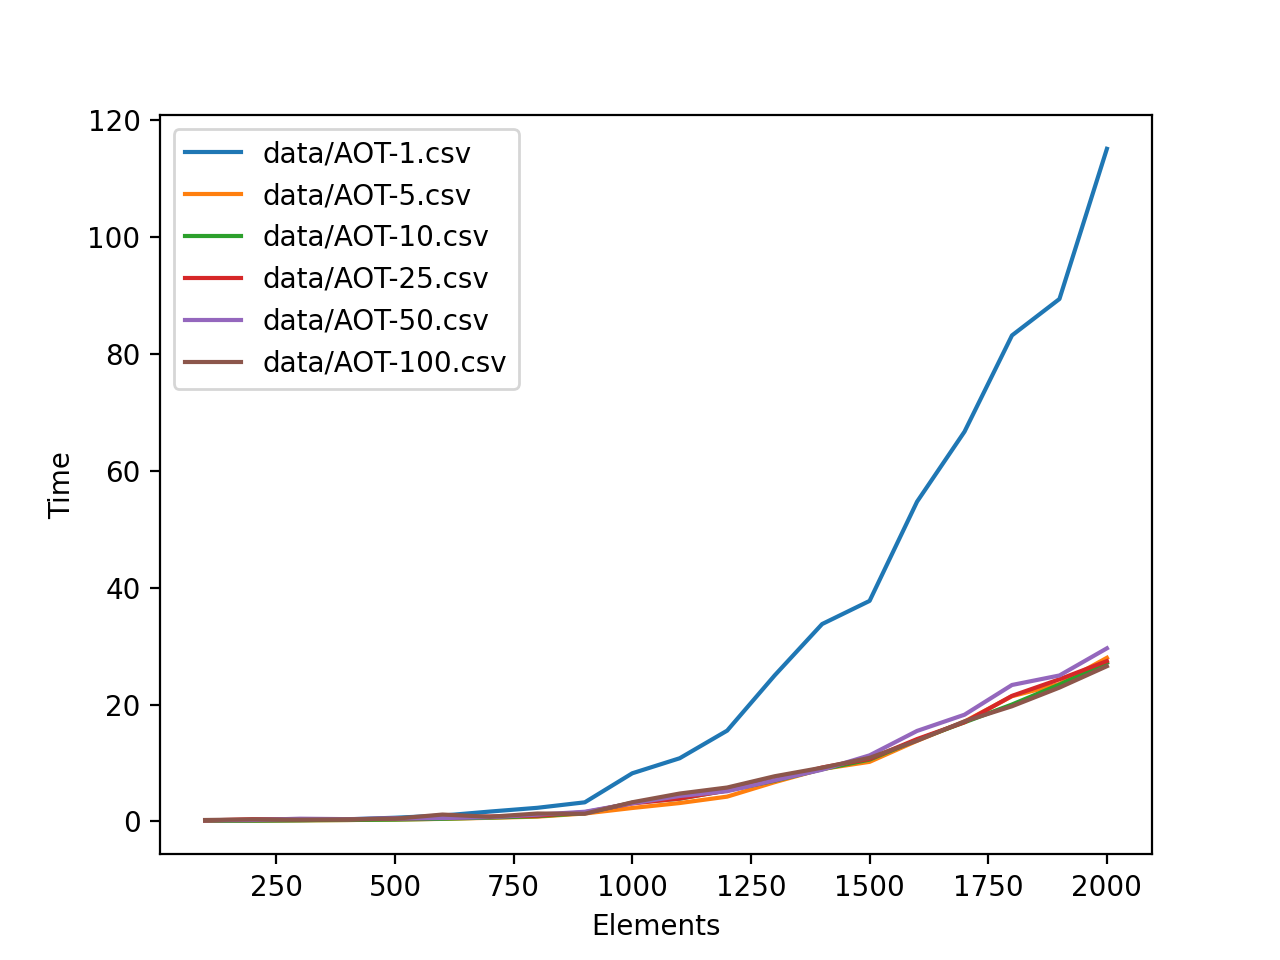 120
100
80
60
40
20
0
Time
data/AOT-1.csv
data/AOT-5.csv
data/AOT-10.csv
data/AOT-25.csv
data/AOT-50.csv
data/AOT-100.csv
250 500 750 1000 1250 1500 1750 2000
Elements